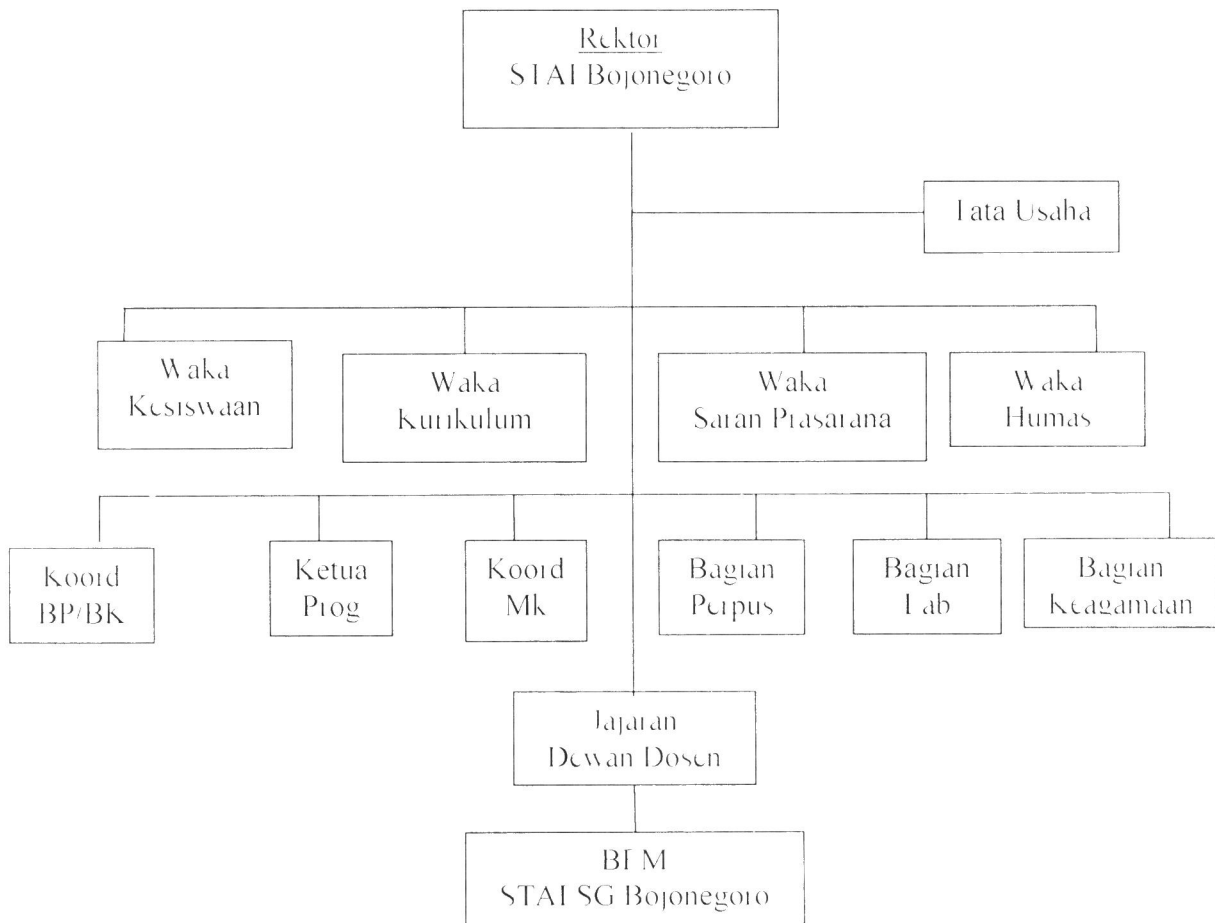 Rektor
STAI Bojonegoro
Tata Usaha
Waka
Kesiswaan
Waka
Kurikulum
Waka
Saran Prasarana
Waka
Humas
Koord
BP/BK
Ketua
Prog
Koord
Mk
Bagian
Perpus
Bagian
Lab
Bagian
Keagamaan
Jajaran
Dewan Dosen
BEM
STAI SG Bojonegoro